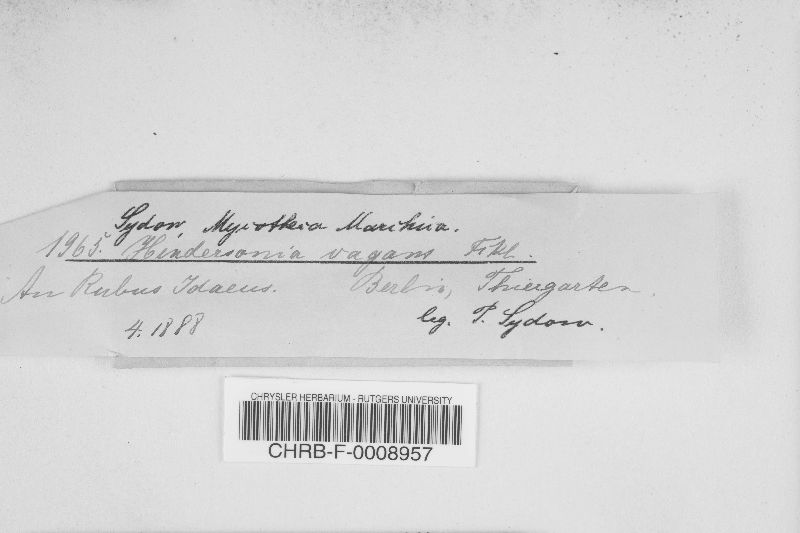 Sydow, Mycotheca Marchica.
1965. Hendersonia vagans Fckl.
An Rubus Idaeus. Berlin, Thiergarten.
4. 1888 leg. P. Sydow.
CHRYSLER HERBARIUM - RUTGERS UNIVERSITY
CHRB-F-0008957